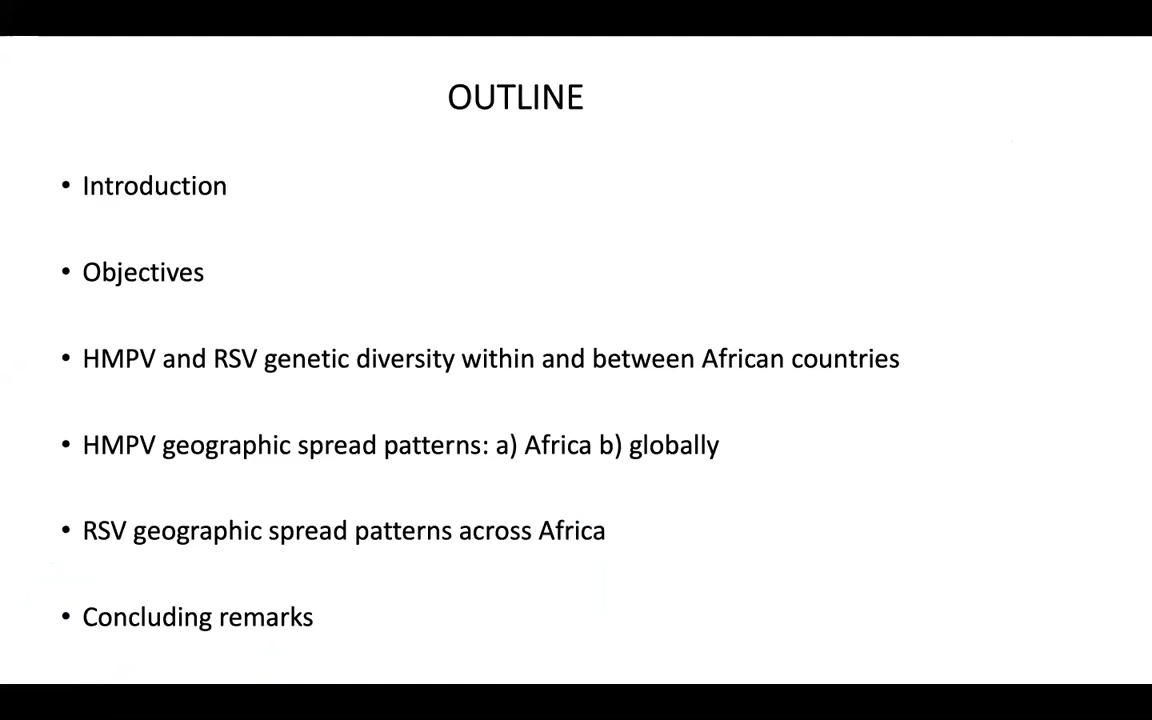 OUTLINE
• Introduction
• Objectives
• HMPV and RSV genetic diversity within and between African countries
• HMPV geographic spread patterns: a) Africa b) globally
• RSV geographic spread patterns across Africa
• Concluding remarks